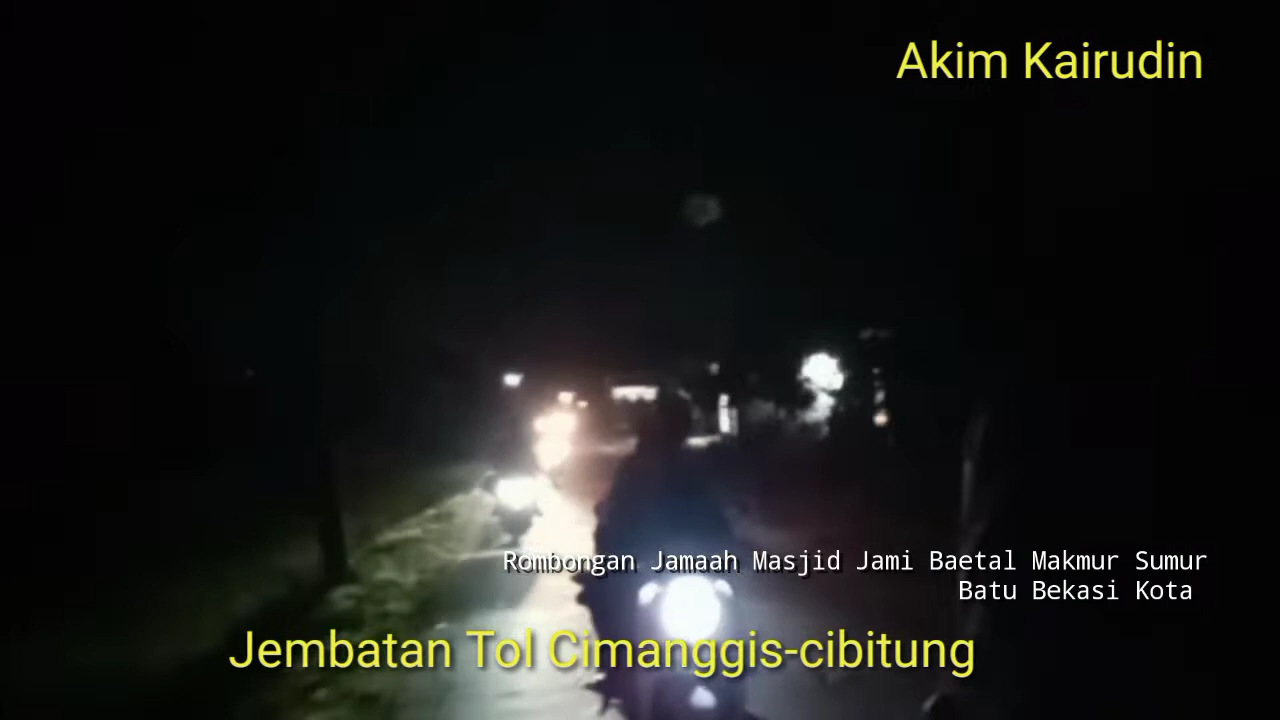 Akim Kairudin
Rombongan Jamaah Masjid Jami Baetal Makmur Sumur
Batu Bekasi Kota
Jembatan Tol Cimanggis-cibitung